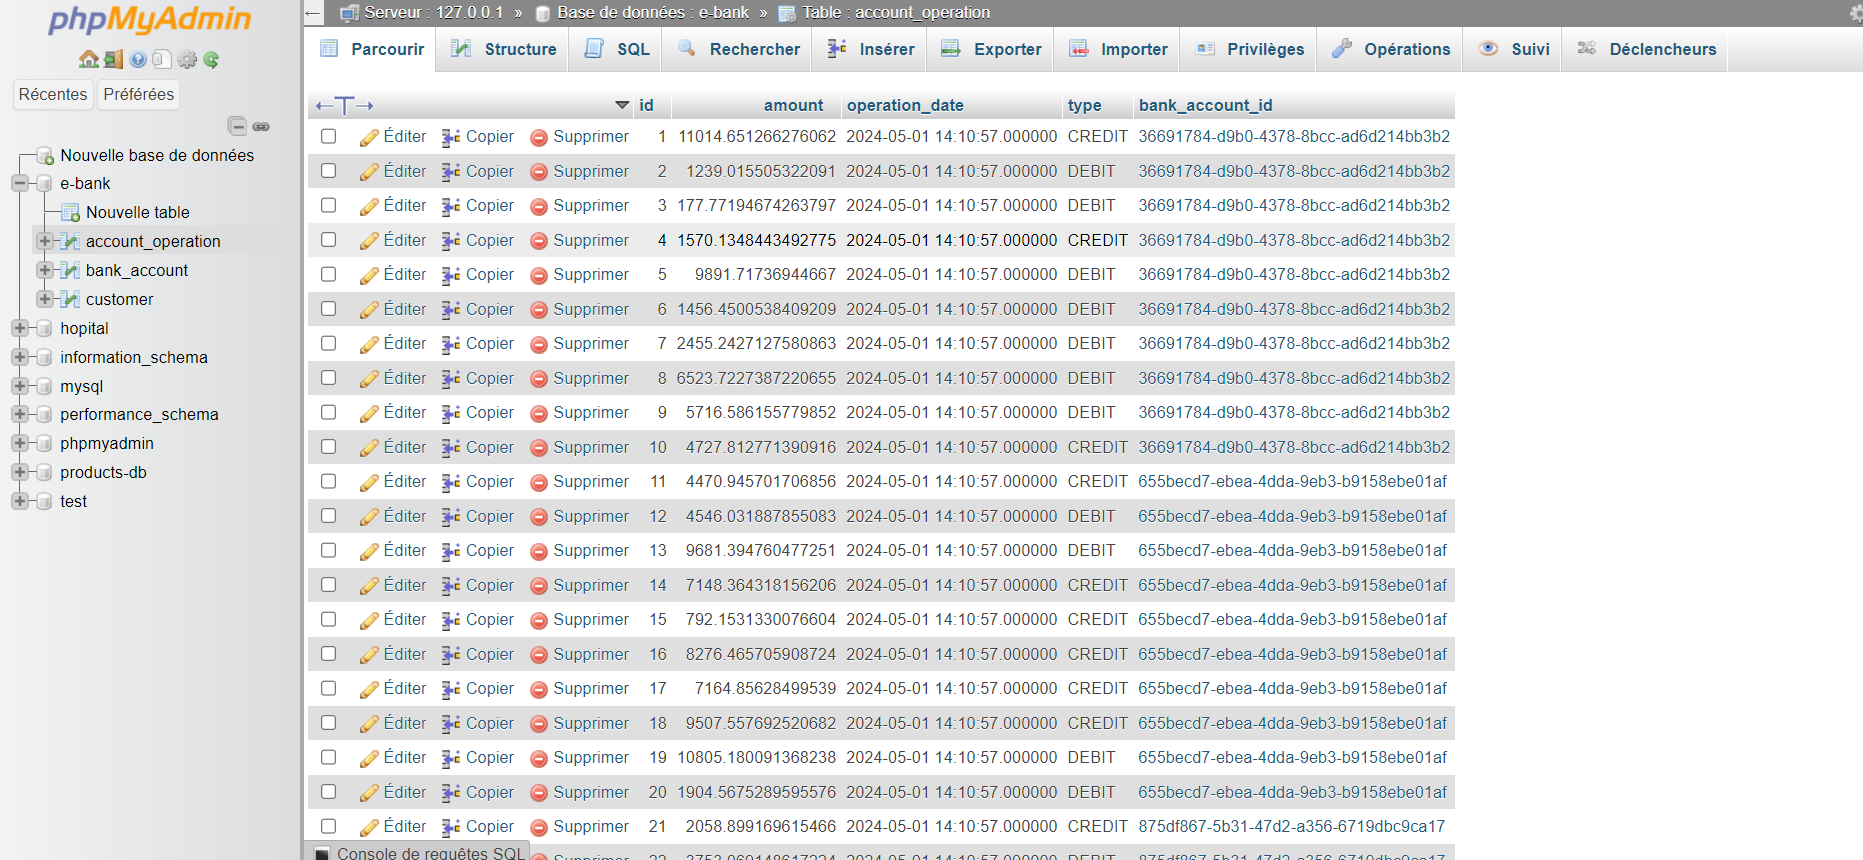 phpMyAdmin
Récentes Préférées
Nouvelle base de données
e-bank
Nouvelle table
account_operation
bank_account
customer
hopital
information_schema
mysql
performance_schema
phpmyadmin
products-db
test
Serveur : 127.0.0.1 » Base de données : e-bank » Table : account_operation
Parcourir Structure SQL Rechercher Insérer Exporter Importer Privilèges Opérations Suivi Déclencheurs
←T→ id amount operation_date type bank_account_id
Éditer Copier Supprimer 1 11014.651266276062 2024-05-01 14:10:57.000000 CREDIT 36691784-d9b0-4378-8bcc-ad6d214bb3b2
Éditer Copier Supprimer 2 1239.015505322091 2024-05-01 14:10:57.000000 DEBIT 36691784-d9b0-4378-8bcc-ad6d214bb3b2
Éditer Copier Supprimer 3 177.77194674263797 2024-05-01 14:10:57.000000 DEBIT 36691784-d9b0-4378-8bcc-ad6d214bb3b2
Éditer Copier Supprimer 4 1570.1348443492775 2024-05-01 14:10:57.000000 CREDIT 36691784-d9b0-4378-8bcc-ad6d214bb3b2
Éditer Copier Supprimer 5 9891.71736944667 2024-05-01 14:10:57.000000 DEBIT 36691784-d9b0-4378-8bcc-ad6d214bb3b2
Éditer Copier Supprimer 6 1456.4500538409209 2024-05-01 14:10:57.000000 DEBIT 36691784-d9b0-4378-8bcc-ad6d214bb3b2
Éditer Copier Supprimer 7 2455.2427127580863 2024-05-01 14:10:57.000000 DEBIT 36691784-d9b0-4378-8bcc-ad6d214bb3b2
Éditer Copier Supprimer 8 6523.7227387220655 2024-05-01 14:10:57.000000 DEBIT 36691784-d9b0-4378-8bcc-ad6d214bb3b2
Éditer Copier Supprimer 9 5716.586155779852 2024-05-01 14:10:57.000000 DEBIT 36691784-d9b0-4378-8bcc-ad6d214bb3b2
Éditer Copier Supprimer 10 4727.812771390916 2024-05-01 14:10:57.000000 CREDIT 36691784-d9b0-4378-8bcc-ad6d214bb3b2
Éditer Copier Supprimer 11 4470.945701706856 2024-05-01 14:10:57.000000 CREDIT 655becd7-ebea-4dda-9eb3-b9158ebe01af
Éditer Copier Supprimer 12 4546.031887855083 2024-05-01 14:10:57.000000 DEBIT 655becd7-ebea-4dda-9eb3-b9158ebe01af
Éditer Copier Supprimer 13 9681.394760477251 2024-05-01 14:10:57.000000 DEBIT 655becd7-ebea-4dda-9eb3-b9158ebe01af
Éditer Copier Supprimer 14 7148.364318156206 2024-05-01 14:10:57.000000 CREDIT 655becd7-ebea-4dda-9eb3-b9158ebe01af
Éditer Copier Supprimer 15 792.1531330076604 2024-05-01 14:10:57.000000 CREDIT 655becd7-ebea-4dda-9eb3-b9158ebe01af
Éditer Copier Supprimer 16 8276.465705908724 2024-05-01 14:10:57.000000 CREDIT 655becd7-ebea-4dda-9eb3-b9158ebe01af
Éditer Copier Supprimer 17 7164.85628499539 2024-05-01 14:10:57.000000 CREDIT 655becd7-ebea-4dda-9eb3-b9158ebe01af
Éditer Copier Supprimer 18 9507.557692520682 2024-05-01 14:10:57.000000 CREDIT 655becd7-ebea-4dda-9eb3-b9158ebe01af
Éditer Copier Supprimer 19 10805.180091368238 2024-05-01 14:10:57.000000 DEBIT 655becd7-ebea-4dda-9eb3-b9158ebe01af
Éditer Copier Supprimer 20 1904.5675289595576 2024-05-01 14:10:57.000000 DEBIT 655becd7-ebea-4dda-9eb3-b9158ebe01af
Éditer Copier Supprimer 21 2058.899169615466 2024-05-01 14:10:57.000000 CREDIT 875df867-5b31-47d2-a356-6719dbc9ca17
Console de requêtes SQL